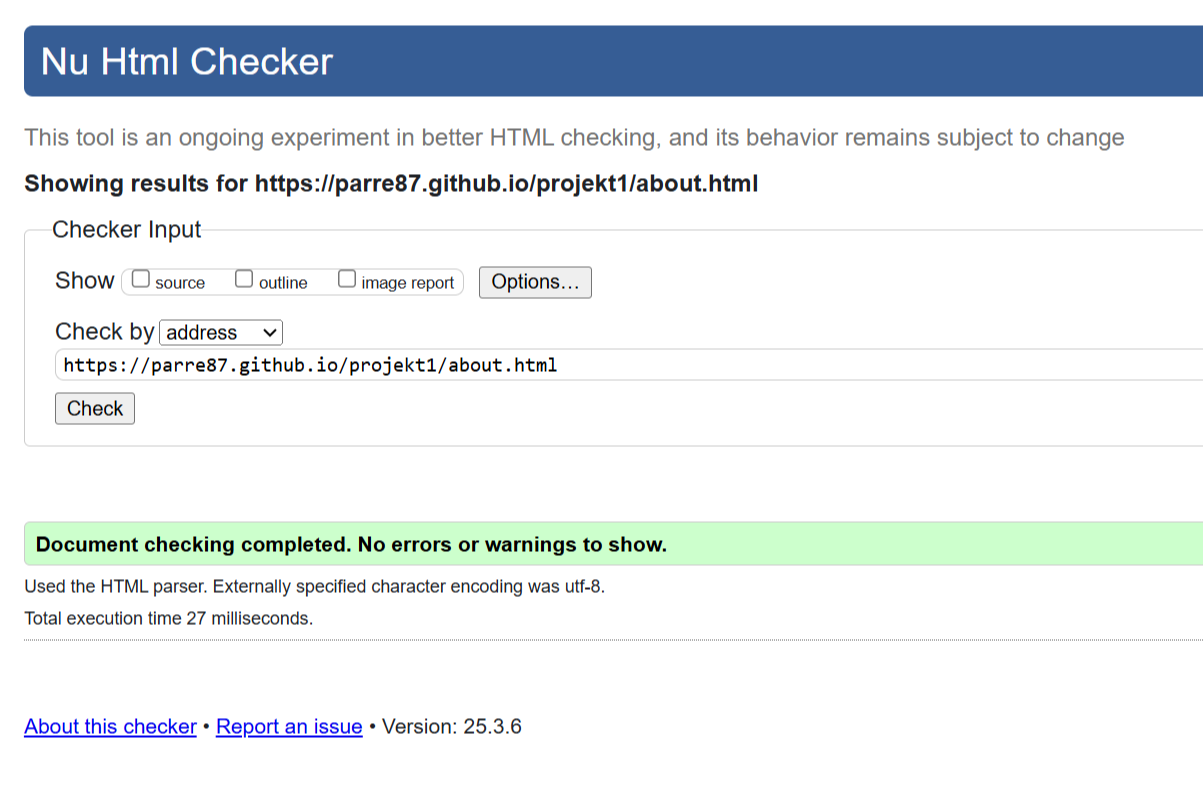 Nu Html Checker
This tool is an ongoing experiment in better HTML checking, and its behavior remains subject to change
Showing results for https://parre87.github.io/projekt1/about.html
Checker Input
Show source outline image report Options...
Check by address
https://parre87.github.io/projekt1/about.html
Check
Document checking completed. No errors or warnings to show.
Used the HTML parser. Externally specified character encoding was utf-8.
Total execution time 27 milliseconds.
About this checker • Report an issue • Version: 25.3.6